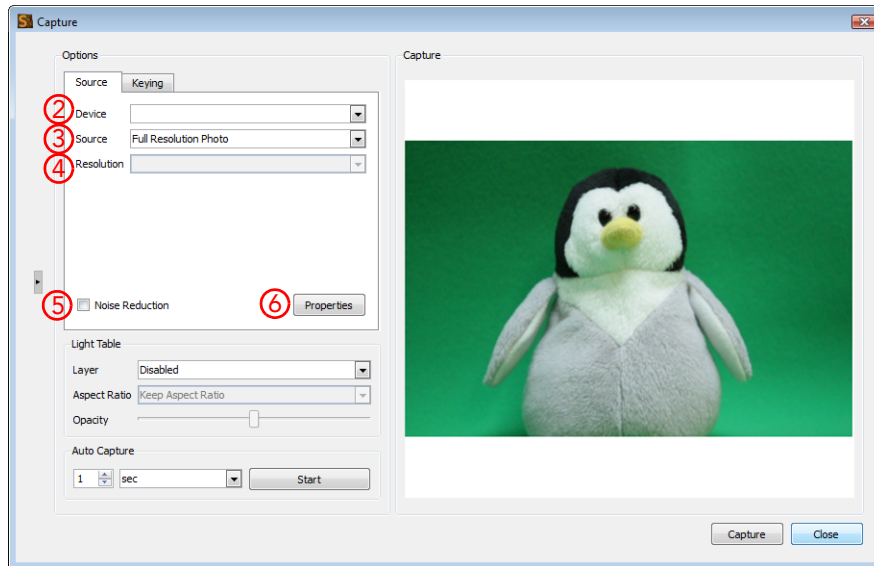 Capture
Options
Source Keying
② Device
③ Source Full Resolution Photo
④ Resolution
⑤ Noise Reduction ⑥ Properties
Light Table
Layer Disabled
Aspect Ratio Keep Aspect Ratio
Opacity
Auto Capture
1 sec Start
Capture
Capture Close